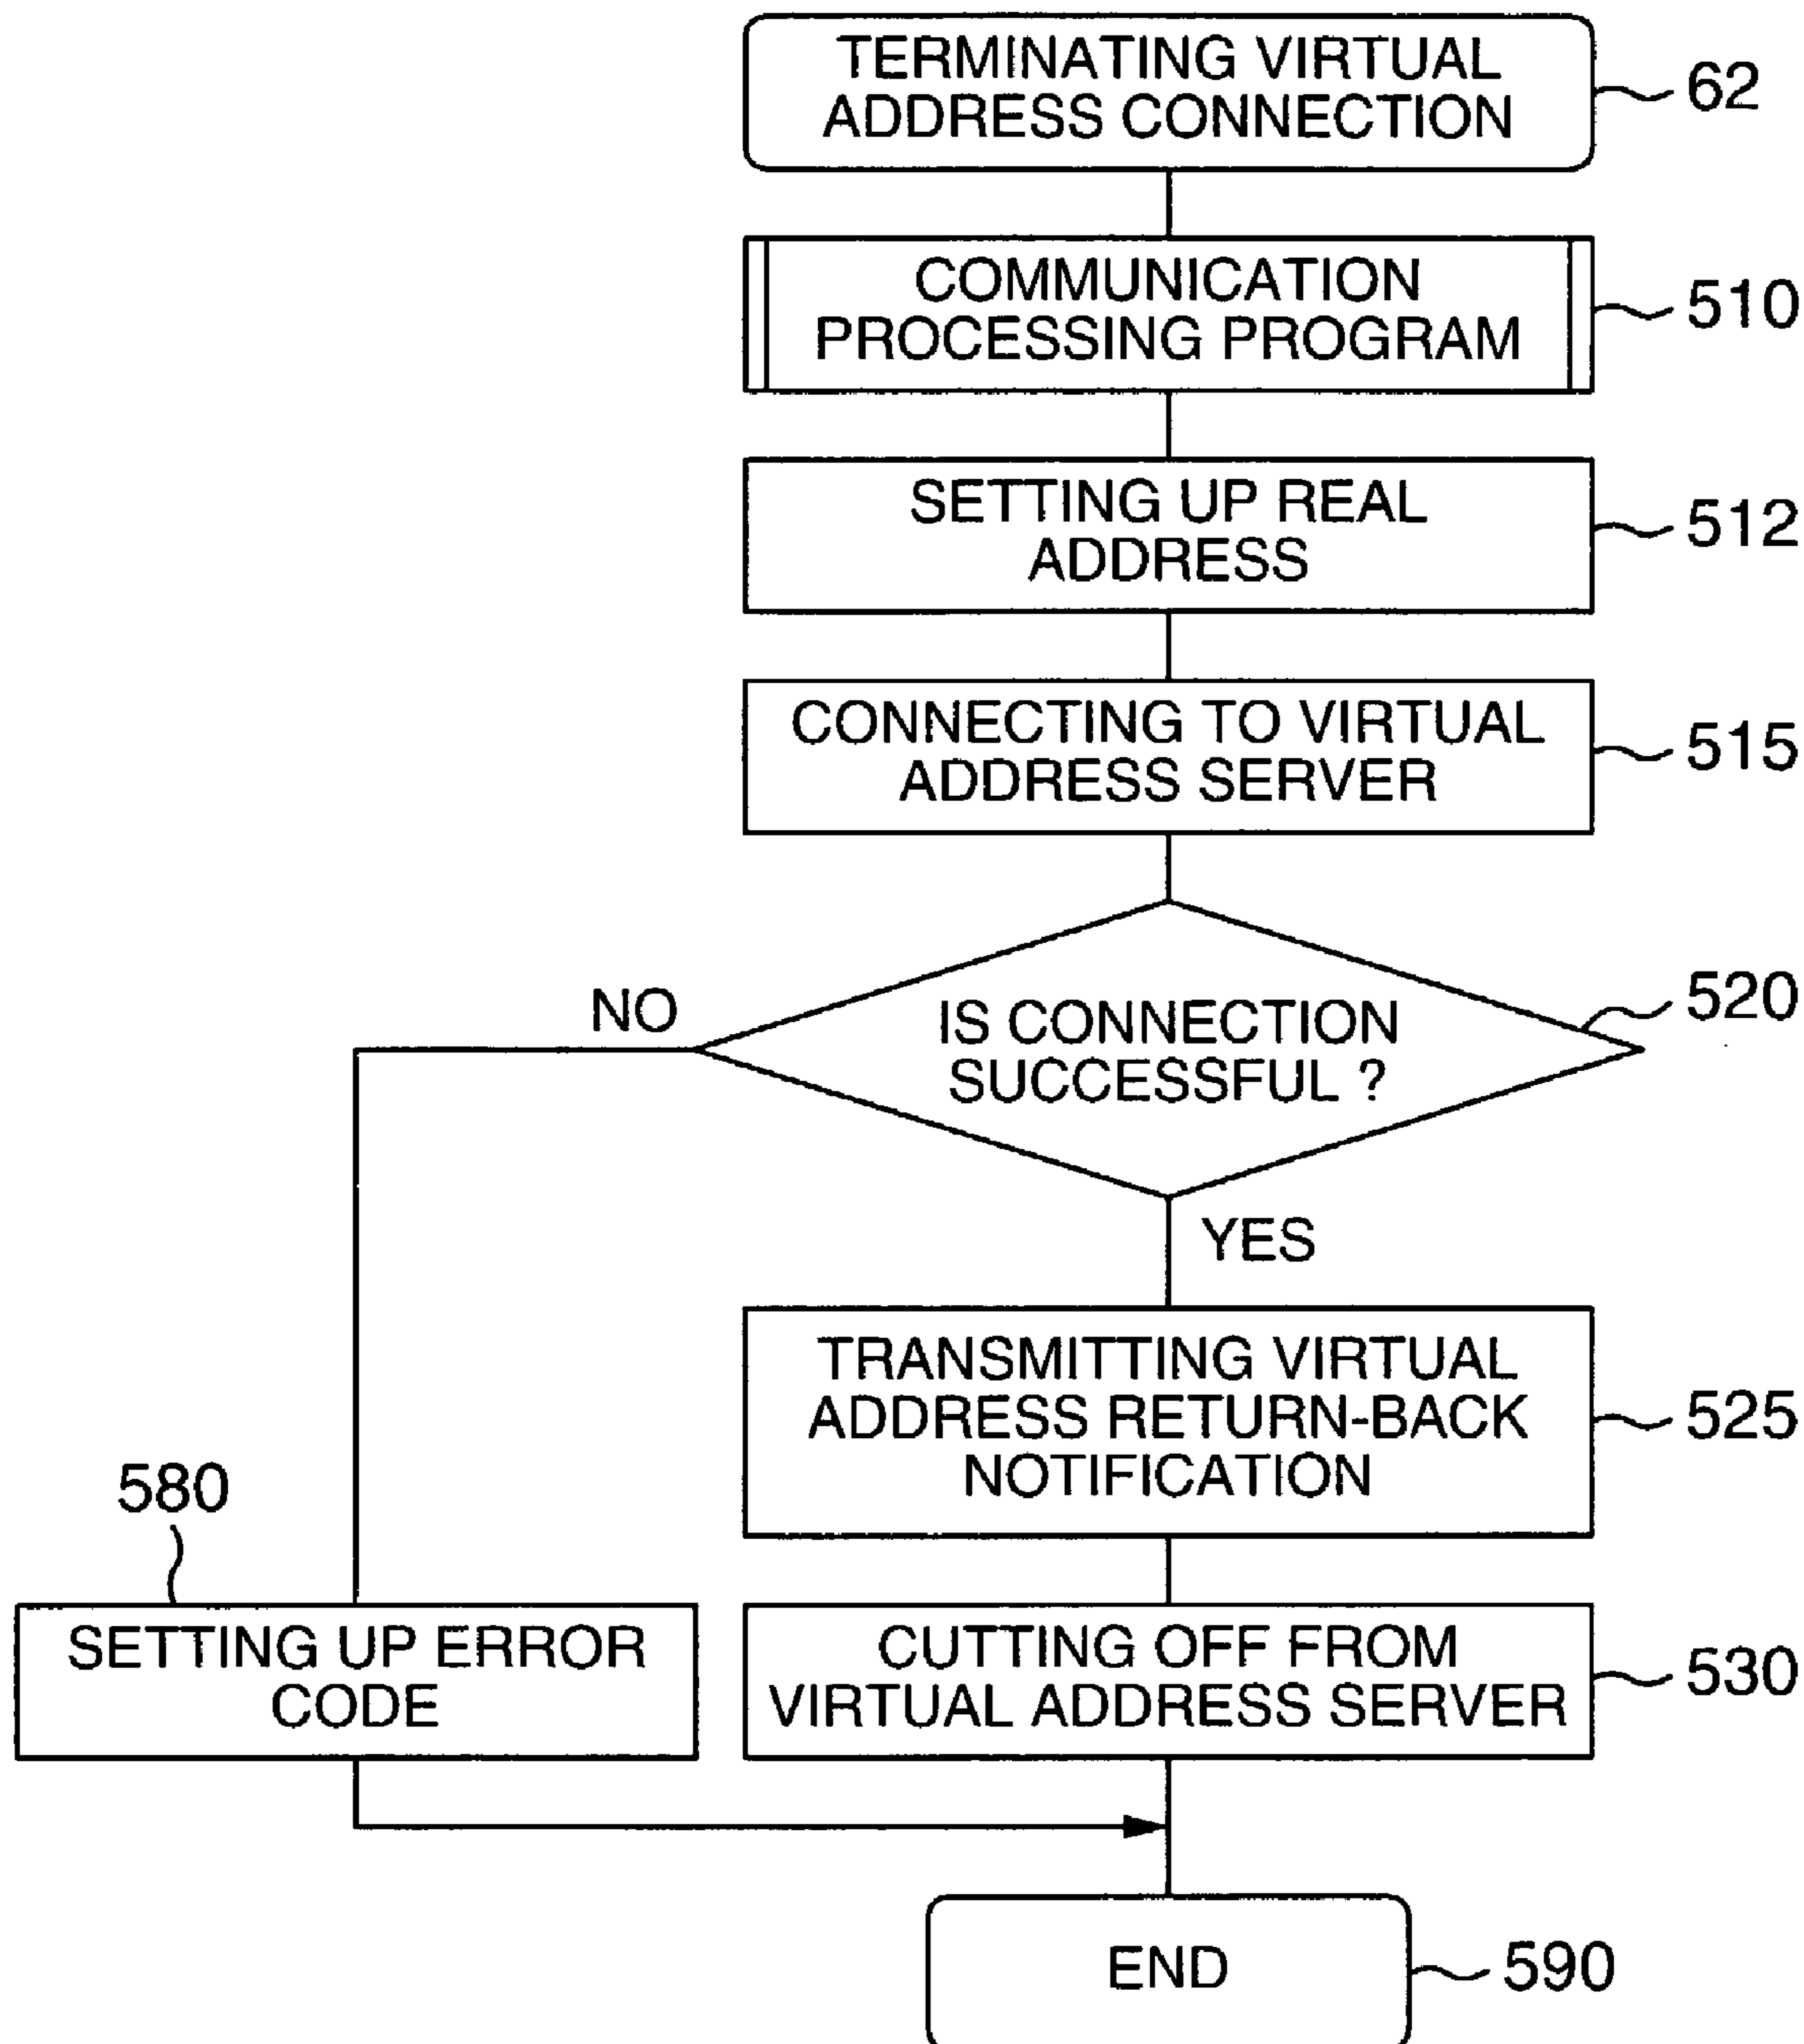 TERMINATING VIRTUAL
ADDRESS CONNECTION
62
COMMUNICATION
PROCESSING PROGRAM
510
SETTING UP REAL
ADDRESS
512
CONNECTING TO VIRTUAL
ADDRESS SERVER
515
NO
IS CONNECTION
SUCCESSFUL ?
520
YES
TRANSMITTING VIRTUAL
ADDRESS RETURN-BACK
NOTIFICATION
525
580
SETTING UP ERROR
CODE
CUTTING OFF FROM
VIRTUAL ADDRESS SERVER
530
END
590